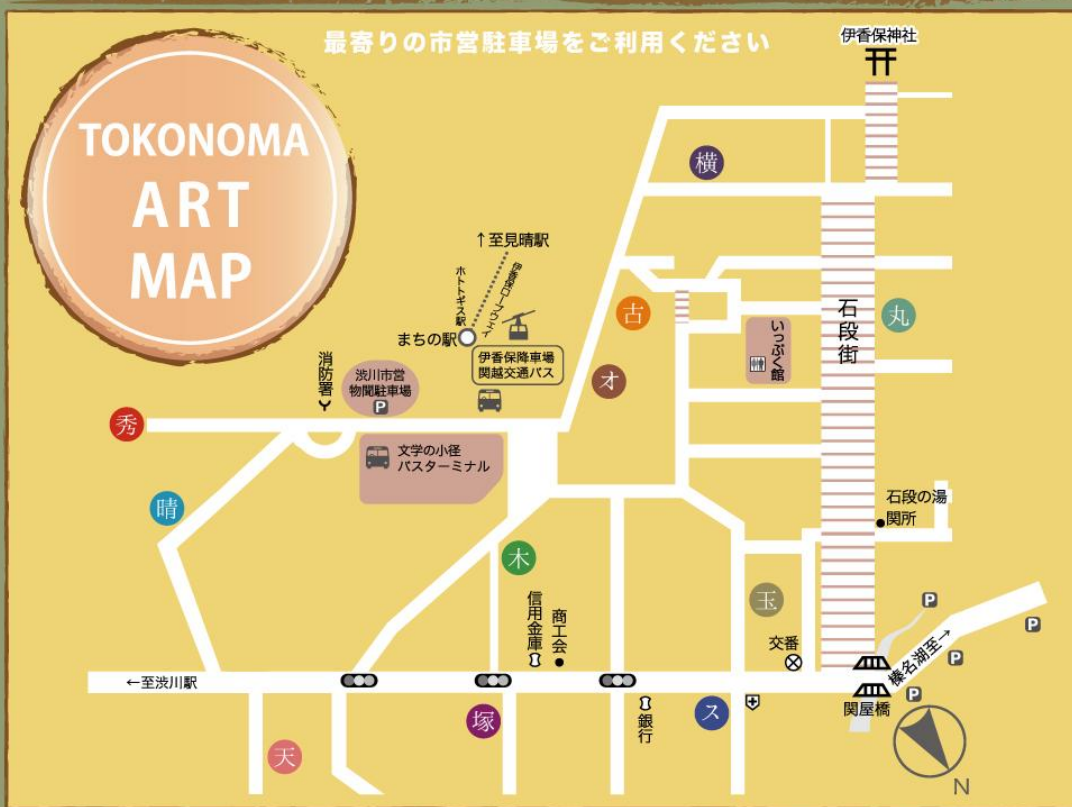 最寄りの市営駐車場をご利用ください
TOKONOMA
ART
MAP
伊香保神社
横
↑至見晴駅
ホトトギス駅
伊香保ロープウェイ
まちの駅
伊香保降車場
関越交通バス
古
いっぷく館
石段街
丸
消防署
渋川市営
物聞駐車場
P
オ
秀
文学の小径
バスターミナル
晴
石段の湯
関所
木
信用金庫
商工会
玉
交番
P
P
P
P
榛名湖至→
←至渋川駅
関屋橋
塚
銀行
ス
天
N